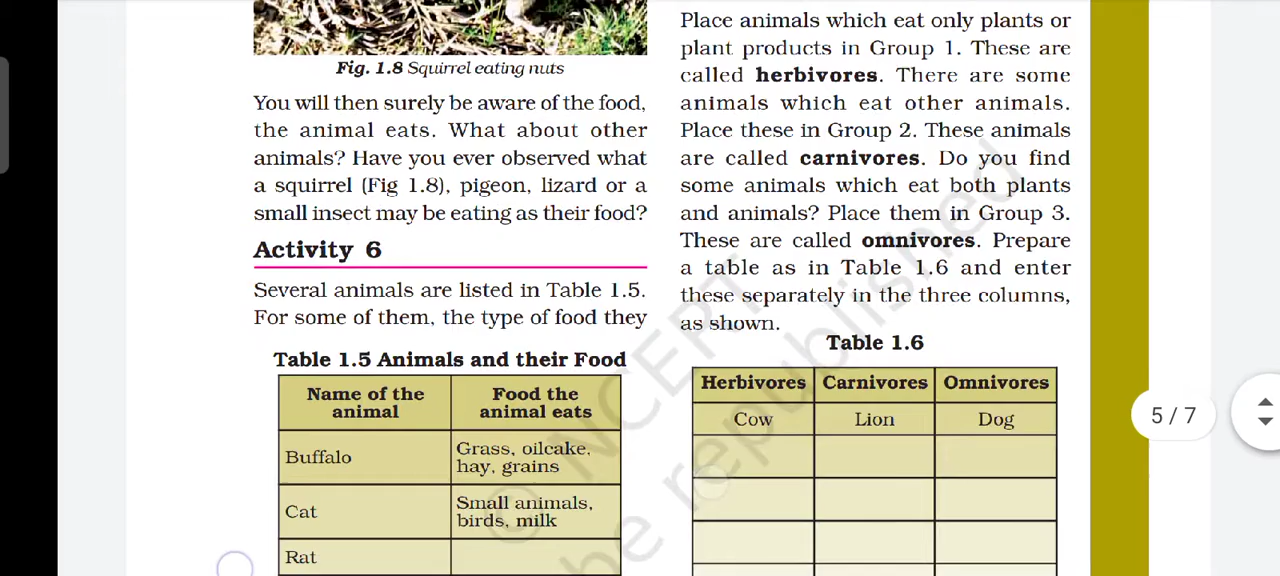 Fig. 1.8 Squirrel eating nuts
You will then surely be aware of the food,
the animal eats. What about other
animals? Have you ever observed what
a squirrel (Fig 1.8), pigeon, lizard or a
small insect may be eating as their food?
Activity 6
Several animals are listed in Table 1.5.
For some of them, the type of food they
Table 1.5 Animals and their Food
Name of the animal
Food the animal eats
Buffalo
Grass, oilcake, hay, grains
Cat
Small animals, birds, milk
Rat
Place animals which eat only plants or
plant products in Group 1. These are
called herbivores. There are some
animals which eat other animals.
Place these in Group 2. These animals
are called carnivores. Do you find
some animals which eat both plants
and animals? Place them in Group 3.
These are called omnivores. Prepare
a table as in Table 1.6 and enter
these separately in the three columns,
as shown.
Table 1.6
Herbivores Carnivores Omnivores
Cow Lion Dog
© NCERT
be republished
5 / 7